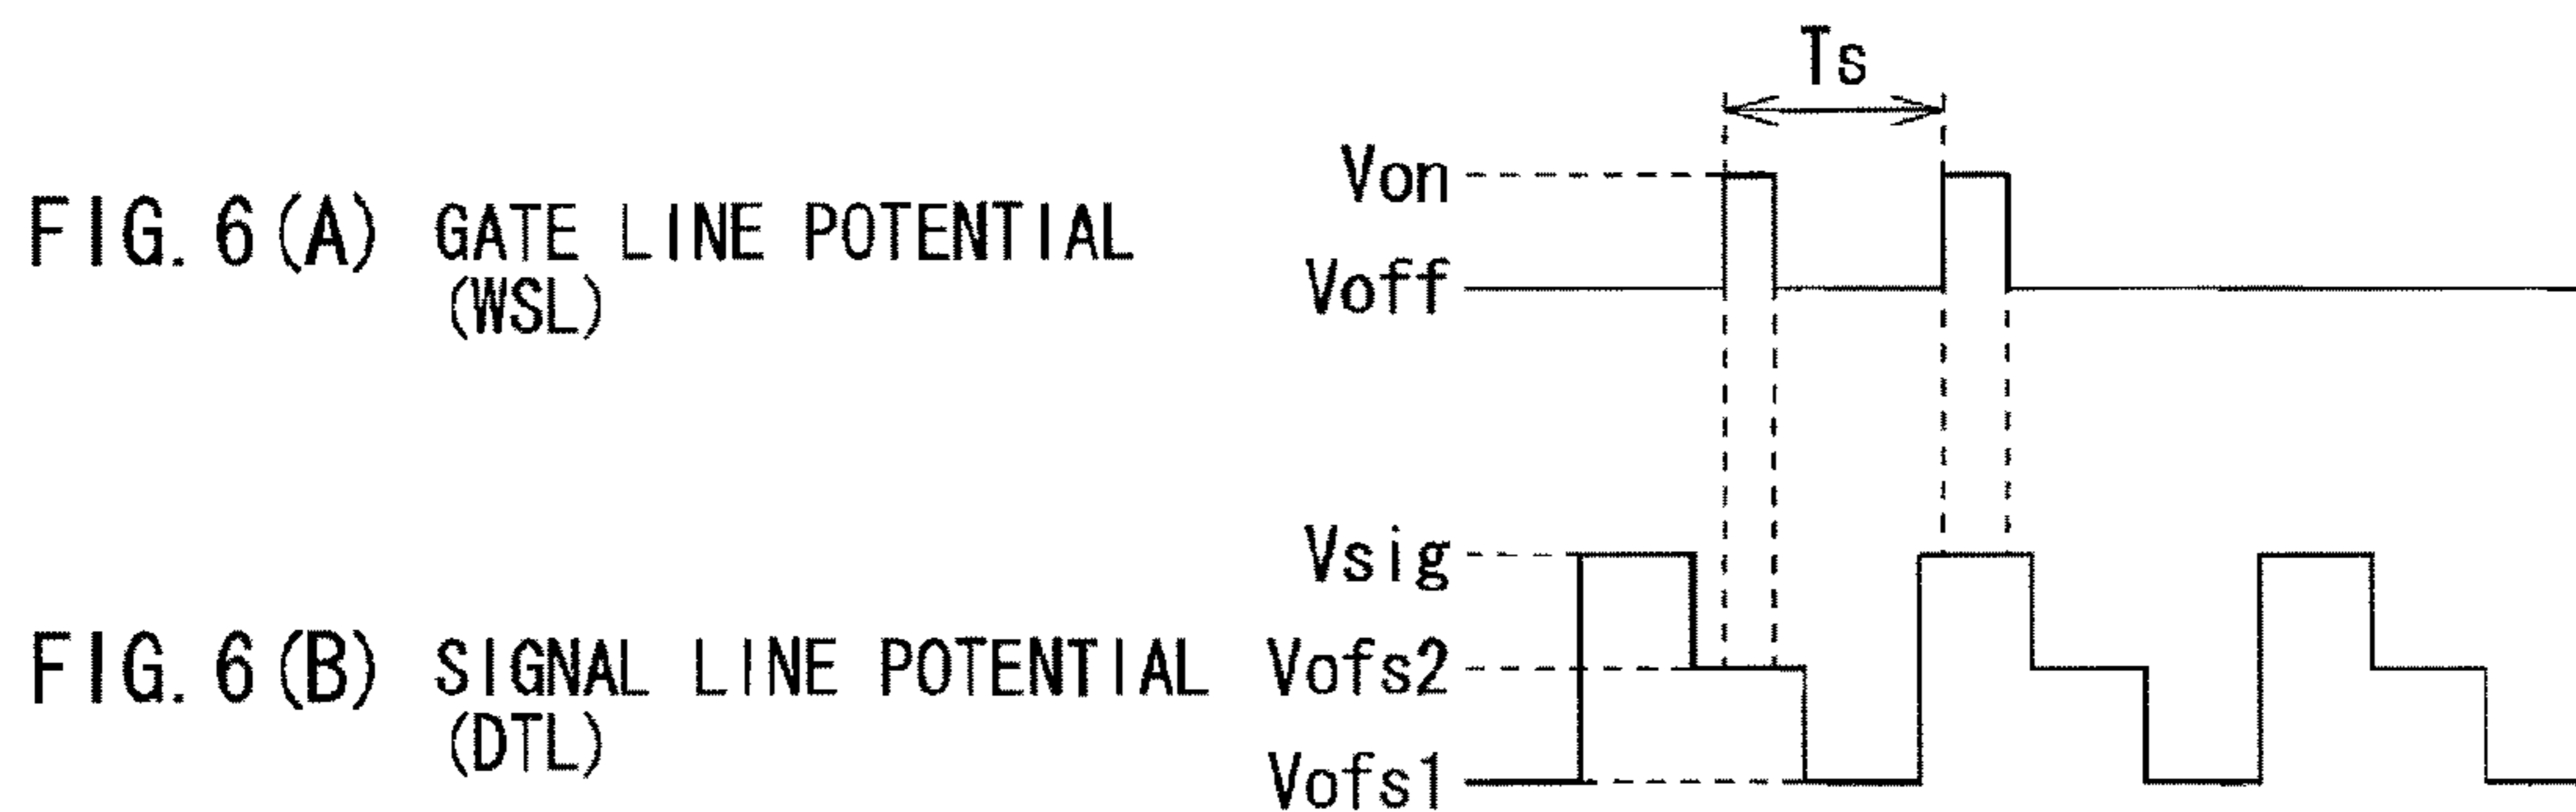 Ts
Von
FIG. 6(A) GATE LINE POTENTIAL
(WSL)
Voff
Vsig
FIG. 6(B) SIGNAL LINE POTENTIAL
(DTL)
Vofs2
Vofs1